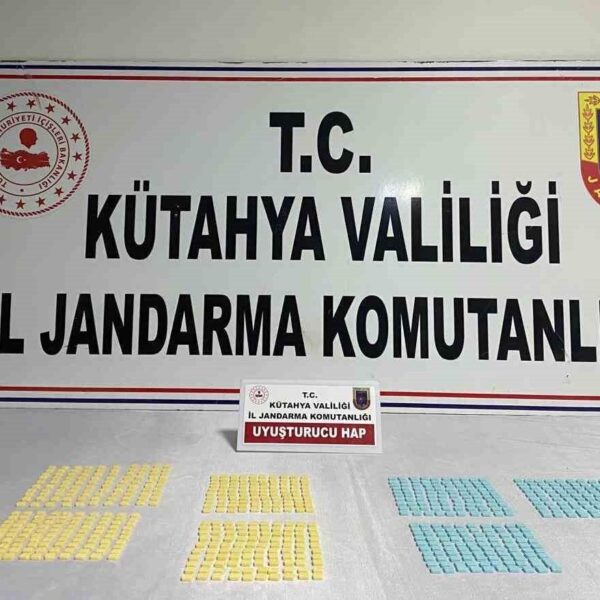 T.C.
KÜTAHYA VALİLİĞİ
İL JANDARMA KOMUTANLI
T.C.
KÜTAHYA VALİLİĞİ
İL JANDARMA KOMUTANLIĞI
UYUŞTURUCU HAP